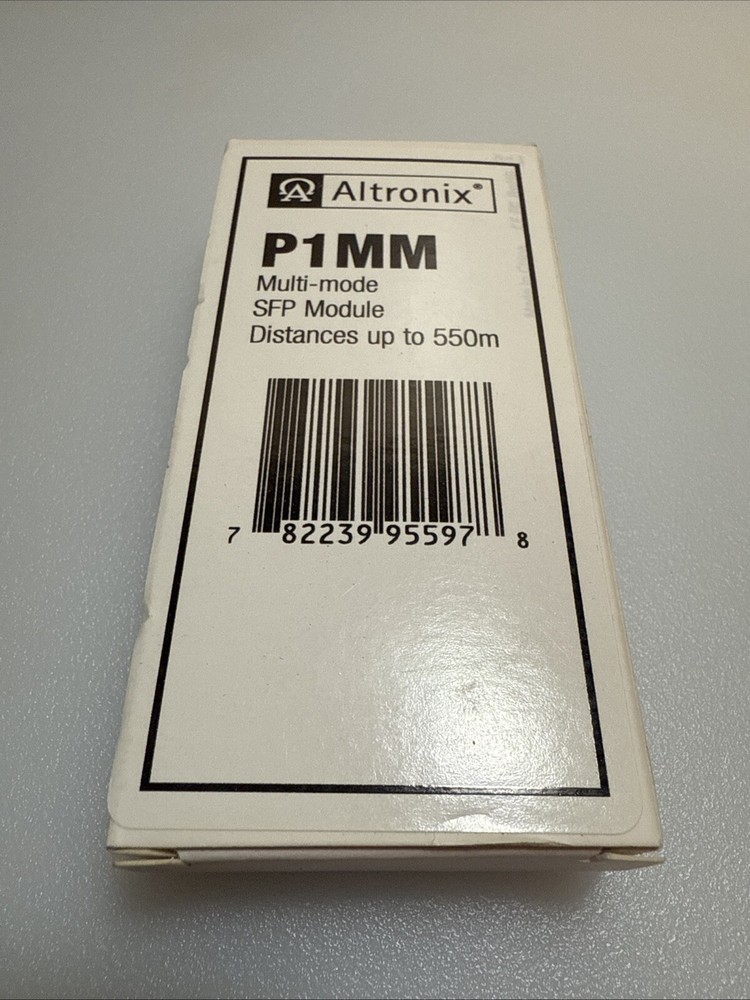 Altronix®
P1MM
Multi-mode
SFP Module
Distances up to 550m
7 82239 95597 8